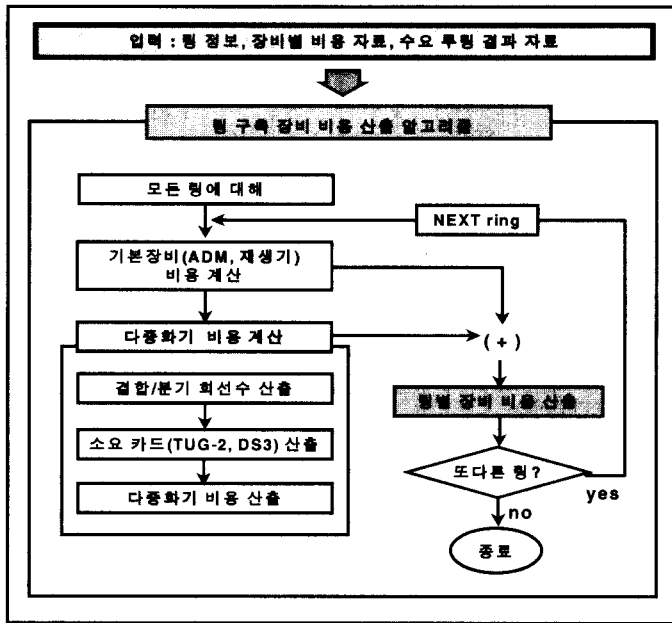 입력 : 링 정보, 장비별 비용 자료, 수요 루팅 결과 자료
링 구축 장비 비용 산출 알고리즘
모든 링에 대해
NEXT ring
기본장비(ADM, 재생기)
비용 계산
다중화기 비용 계산
( + )
결합/분기 회선수 산출
링별 장비 비용 산출
소요 카드(TUG-2, DS3) 산출
또다른 링?
yes
다중화기 비용 산출
no
종료